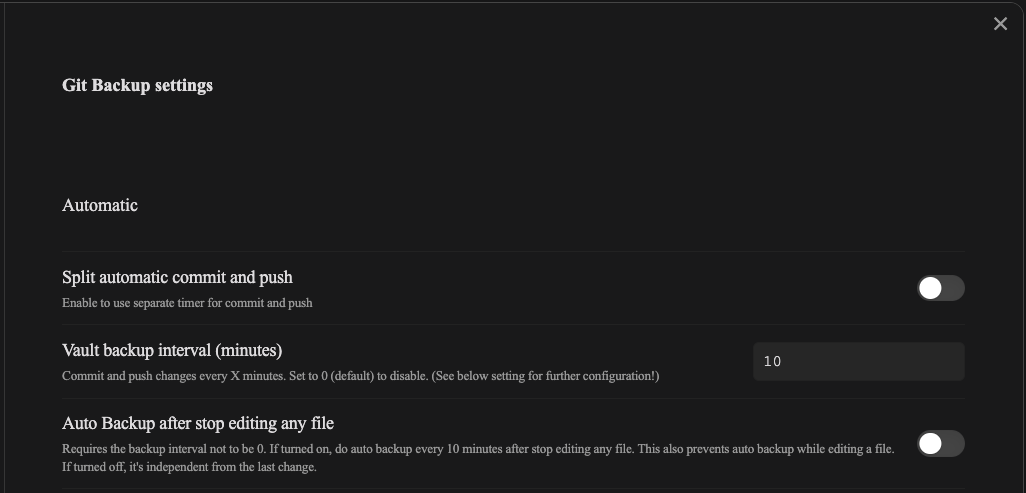 Git Backup settings
Automatic
Split automatic commit and push
Enable to use separate timer for commit and push
Vault backup interval (minutes)
Commit and push changes every X minutes. Set to 0 (default) to disable. (See below setting for further configuration!)
10
Auto Backup after stop editing any file
Requires the backup interval not to be 0. If turned on, do auto backup every 10 minutes after stop editing any file. This also prevents auto backup while editing a file.
If turned off, it's independent from the last change.